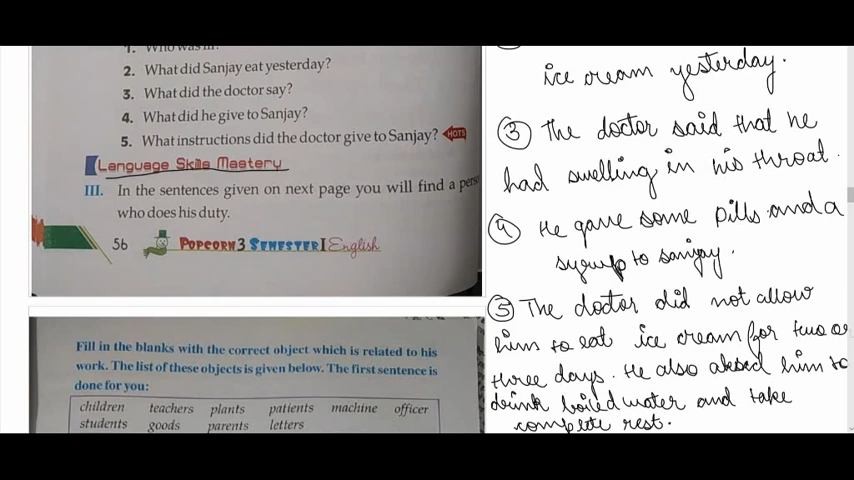 1. Who was ill?
2. What did Sanjay eat yesterday?
3. What did the doctor say?
4. What did he give to Sanjay?
5. What instructions did the doctor give to Sanjay? HOTS
Language Skills Mastery
III. In the sentences given on next page you will find a perso
who does his duty.
56 POPCORN 3 SEMESTER I English
Fill in the blanks with the correct object which is related to his
work. The list of these objects is given below. The first sentence is
done for you:
children teachers plants patients machine officer
students goods parents letters
ice cream yesterday.
③ The doctor said that he
had swelling in his throat.
④ He gave some pills and a
syrup to Sanjay.
⑤ The doctor did not allow
him to eat ice cream for two or
three days. He also asked him to
drink boiled water and take
complete rest.